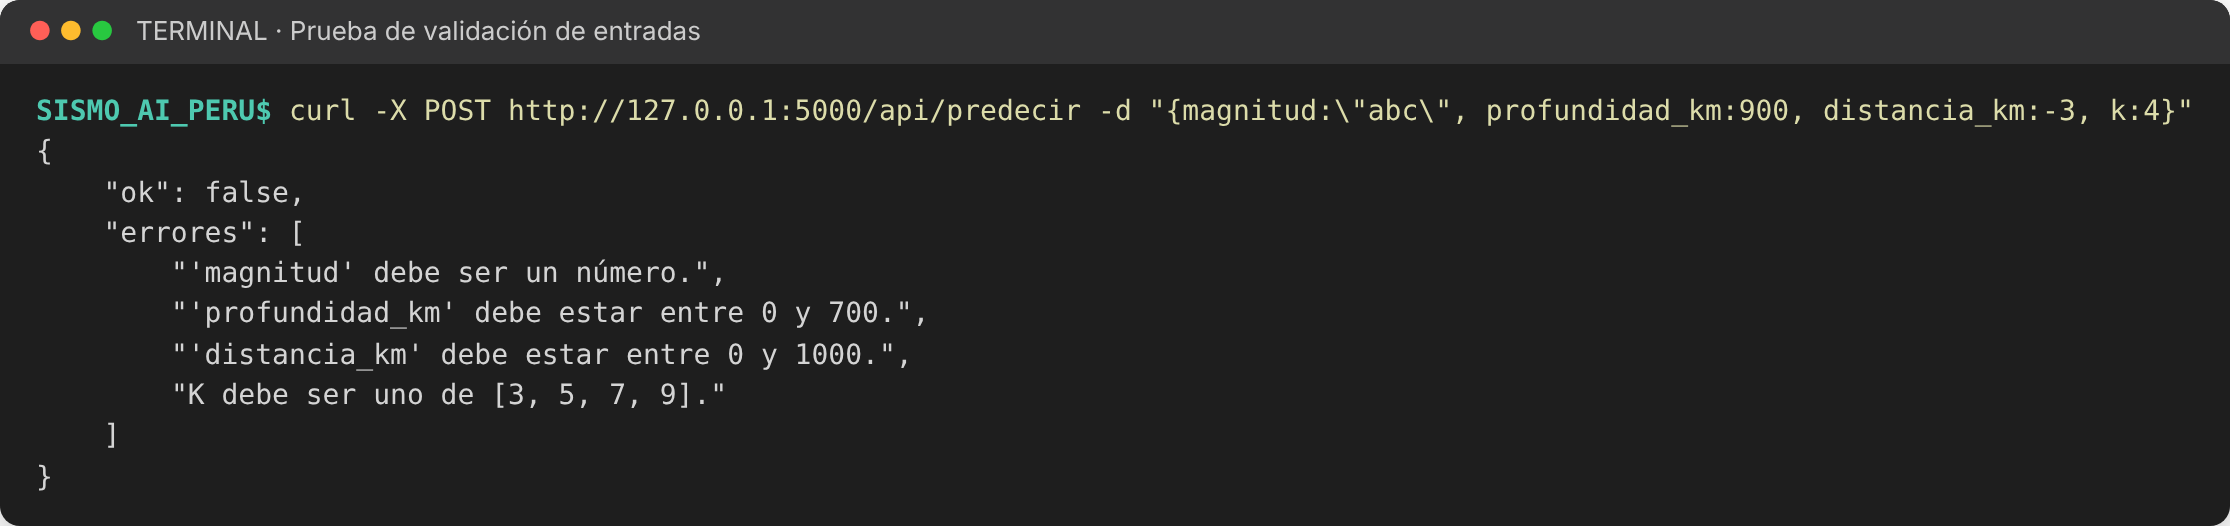 TERMINAL · Prueba de validación de entradas
SISMO_AI_PERU$ curl -X POST http://127.0.0.1:5000/api/predecir -d "{magnitud:\"abc\", profundidad_km:900, distancia_km:-3, k:4}"
{
    "ok": false,
    "errores": [
        "'magnitud' debe ser un número.",
        "'profundidad_km' debe estar entre 0 y 700.",
        "'distancia_km' debe estar entre 0 y 1000.",
        "K debe ser uno de [3, 5, 7, 9]."
    ]
}